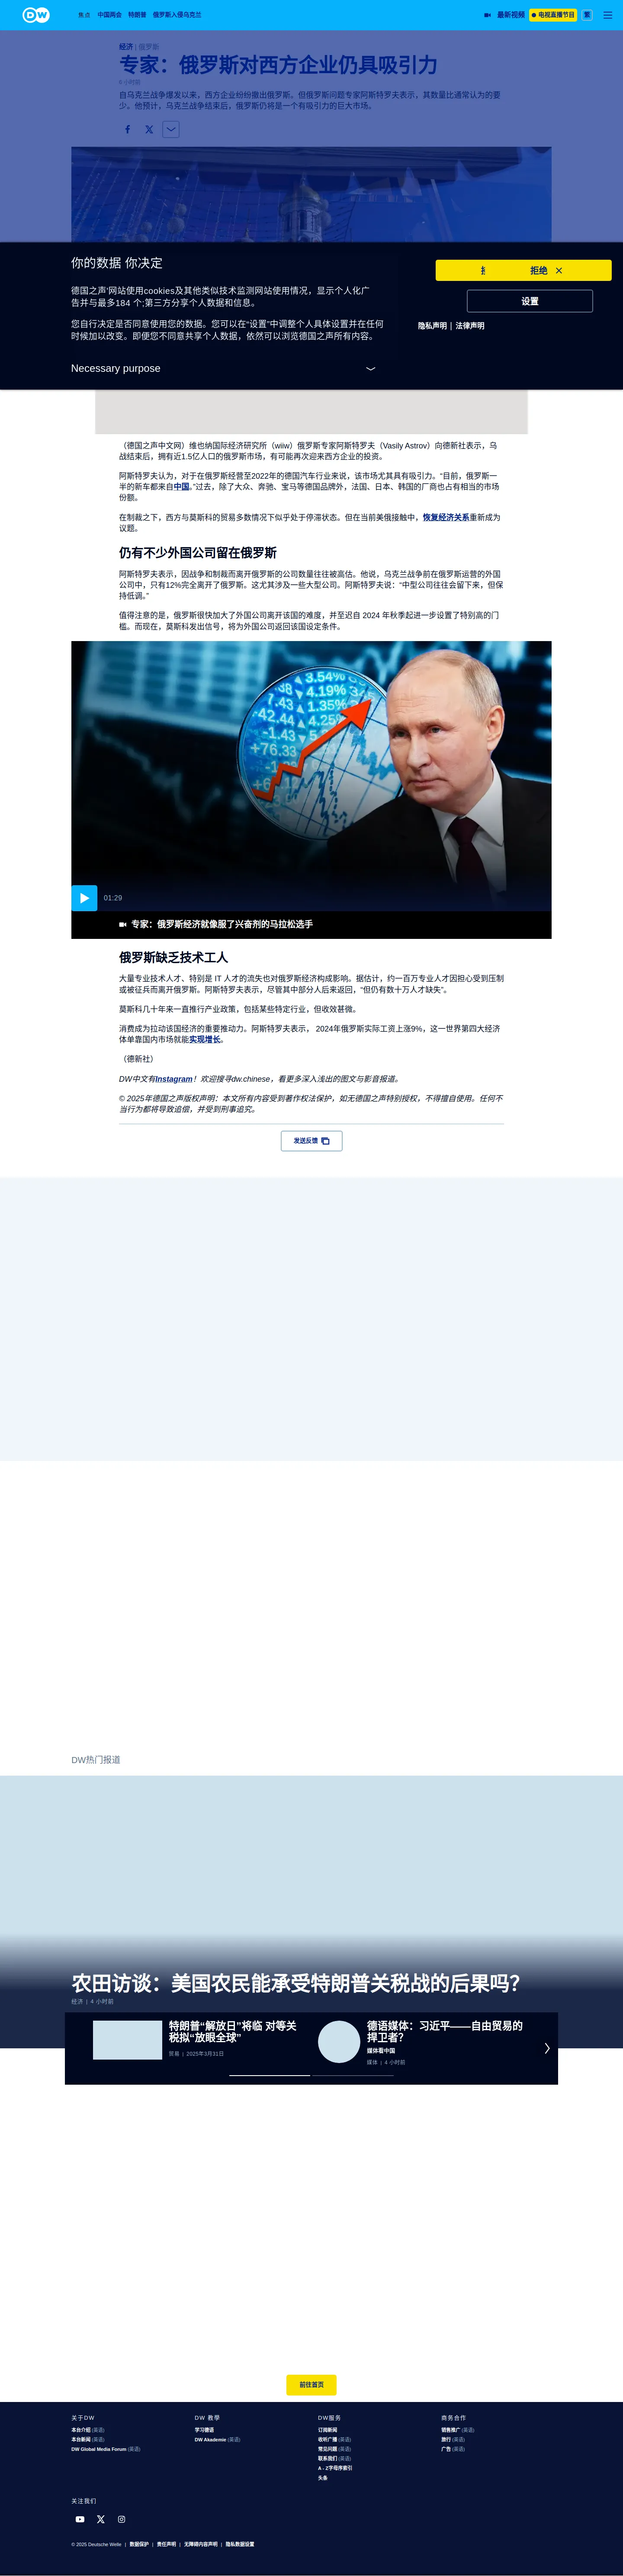 DW
焦点 中国两会 特朗普 俄罗斯入侵乌克兰
最新视频 电视直播节目 繁
经济 | 俄罗斯
专家：俄罗斯对西方企业仍具吸引力
6 小时前
自乌克兰战争爆发以来，西方企业纷纷撤出俄罗斯。但俄罗斯问题专家阿斯特罗夫表示，其数量比通常认为的要
少。他预计，乌克兰战争结束后，俄罗斯仍将是一个有吸引力的巨大市场。
你的数据 你决定
德国之声'网站使用cookies及其他类似技术监测网站使用情况，显示个人化广
告并与最多184 个;第三方分享个人数据和信息。
您自行决定是否同意使用您的数据。您可以在“设置”中调整个人具体设置并在任何
时候加以改变。即便您不同意共享个人数据，依然可以浏览德国之声所有内容。
Necessary purpose
拒绝
设置
隐私声明 | 法律声明
（德国之声中文网）维也纳国际经济研究所（wiiw）俄罗斯专家阿斯特罗夫（Vasily Astrov）向德新社表示，乌
战结束后，拥有近1.5亿人口的俄罗斯市场，有可能再次迎来西方企业的投资。
阿斯特罗夫认为，对于在俄罗斯经营至2022年的德国汽车行业来说，该市场尤其具有吸引力。“目前，俄罗斯一
半的新车都来自中国。”过去，除了大众、奔驰、宝马等德国品牌外，法国、日本、韩国的厂商也占有相当的市场
份额。
在制裁之下，西方与莫斯科的贸易多数情况下似乎处于停滞状态。但在当前美俄接触中，恢复经济关系重新成为
议题。
仍有不少外国公司留在俄罗斯
阿斯特罗夫表示，因战争和制裁而离开俄罗斯的公司数量往往被高估。他说，乌克兰战争前在俄罗斯运营的外国
公司中，只有12%完全离开了俄罗斯。这尤其涉及一些大型公司。阿斯特罗夫说：“中型公司往往会留下来，但保
持低调。”
值得注意的是，俄罗斯很快加大了外国公司离开该国的难度，并至迟自 2024 年秋季起进一步设置了特别高的门
槛。而现在，莫斯科发出信号，将为外国公司返回该国设定条件。
3.54%
4.19%
1.35%
01:29
专家：俄罗斯经济就像服了兴奋剂的马拉松选手
俄罗斯缺乏技术工人
大量专业技术人才、特别是 IT 人才的流失也对俄罗斯经济构成影响。据估计，约一百万专业人才因担心受到压制
或被征兵而离开俄罗斯。阿斯特罗夫表示，尽管其中部分人后来返回，“但仍有数十万人才缺失”。
莫斯科几十年来一直推行产业政策，包括某些特定行业，但收效甚微。
消费成为拉动该国经济的重要推动力。阿斯特罗夫表示， 2024年俄罗斯实际工资上涨9%，这一世界第四大经济
体单靠国内市场就能实现增长。
（德新社）
DW中文有Instagram！欢迎搜寻dw.chinese，看更多深入浅出的图文与影音报道。
© 2025年德国之声版权声明：本文所有内容受到著作权法保护，如无德国之声特别授权，不得擅自使用。任何不
当行为都将导致追偿，并受到刑事追究。
发送反馈
DW热门报道
农田访谈：美国农民能承受特朗普关税战的后果吗？
经济 | 4 小时前
特朗普“解放日”将临 对等关
税拟“放眼全球”
贸易 | 2025年3月31日
德语媒体：习近平——自由贸易的
捍卫者？
媒体看中国
媒体 | 4 小时前
前往首页
关于DW
本台介绍 (英语)
本台新闻 (英语)
DW Global Media Forum (英语)
DW 教學
学习德语
DW Akademie (英语)
DW服务
订阅新闻
收听广播 (英语)
常见问题 (英语)
联系我们 (英语)
A - Z字母序索引
头条
商务合作
销售推广 (英语)
旅行 (英语)
广告 (英语)
关注我们
© 2025 Deutsche Welle | 数据保护 | 责任声明 | 无障碍内容声明 | 隐私数据设置